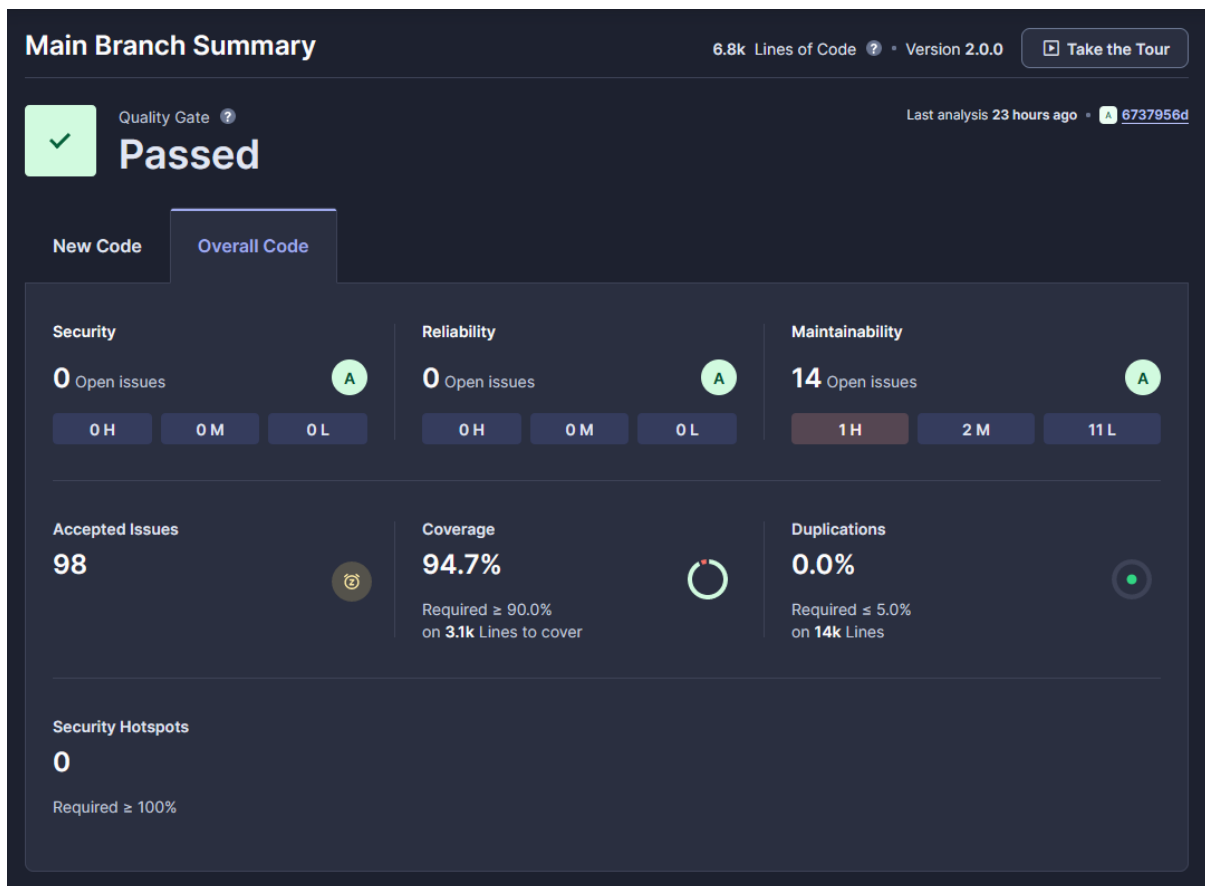 Main Branch Summary
6.8k Lines of Code ? • Version 2.0.0 Take the Tour
Quality Gate ?
Passed
Last analysis 23 hours ago • A 6737956d
New Code Overall Code
Security
0 Open issues A
0 H 0 M 0 L
Reliability
0 Open issues A
0 H 0 M 0 L
Maintainability
14 Open issues A
1 H 2 M 11 L
Accepted Issues
98
z
Coverage
94.7%
Required ≥ 90.0%
on 3.1k Lines to cover
Duplications
0.0%
Required ≤ 5.0%
on 14k Lines
Security Hotspots
0
Required ≥ 100%